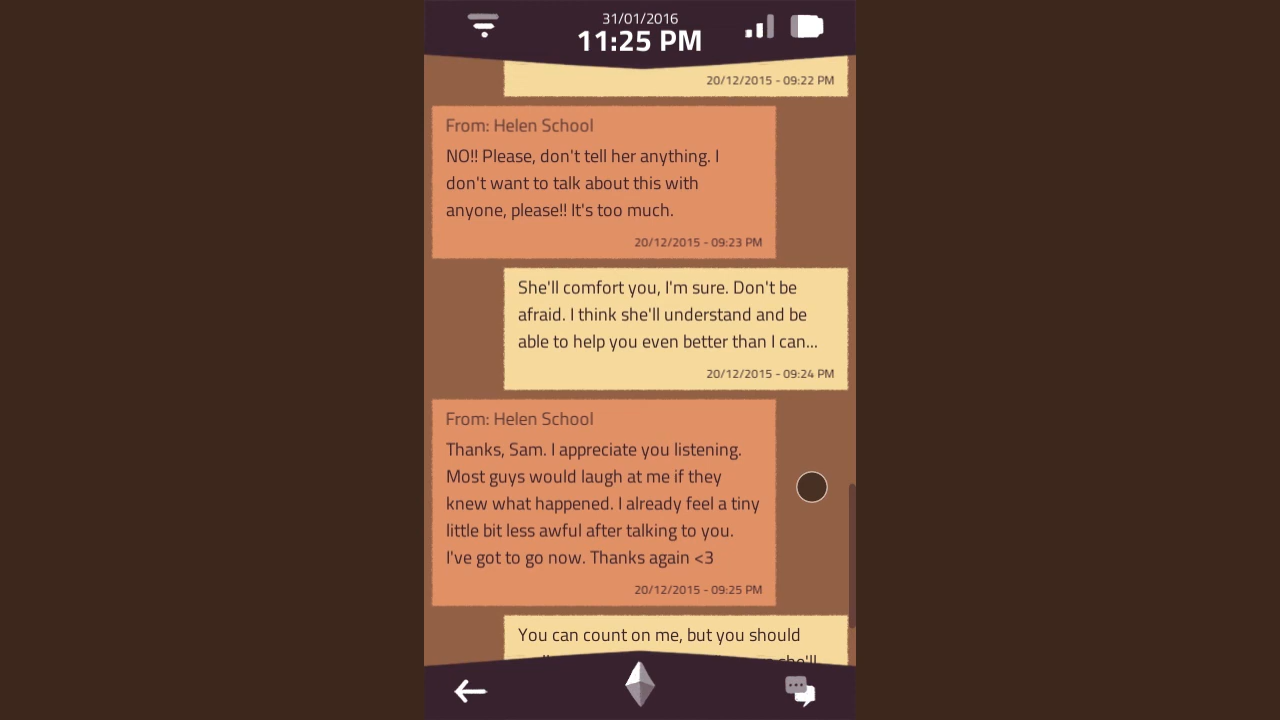 31/01/2016
11:25 PM
20/12/2015 - 09:22 PM
From: Helen School
NO!! Please, don't tell her anything. I
don't want to talk about this with
anyone, please!! It's too much.
20/12/2015 - 09:23 PM
She'll comfort you, I'm sure. Don't be
afraid. I think she'll understand and be
able to help you even better than I can...
20/12/2015 - 09:24 PM
From: Helen School
Thanks, Sam. I appreciate you listening.
Most guys would laugh at me if they
knew what happened. I already feel a tiny
little bit less awful after talking to you.
I've got to go now. Thanks again <3
20/12/2015 - 09:25 PM
You can count on me, but you should
she'll